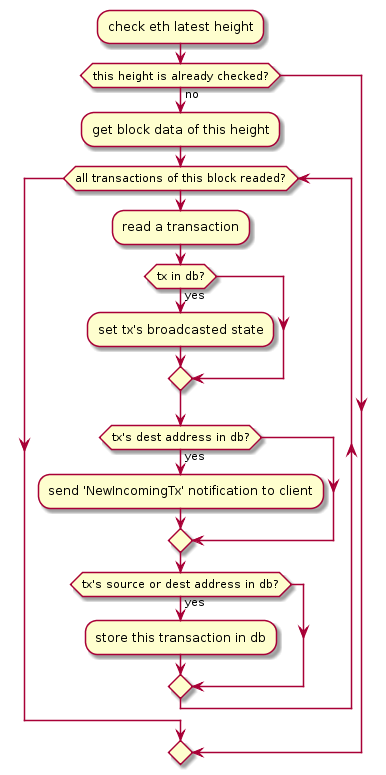 check eth latest height
this height is already checked?
no
get block data of this height
all transactions of this block readed?
read a transaction
tx in db?
yes
set tx's broadcasted state
tx's dest address in db?
yes
send 'NewIncomingTx' notification to client
tx's source or dest address in db?
yes
store this transaction in db